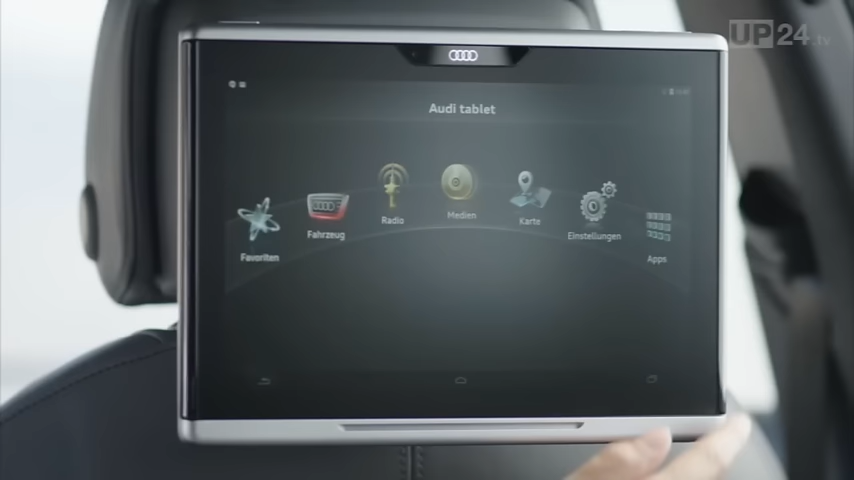 UP24.tv
Audi tablet
Favoriten
Fahrzeug
Radio
Medien
Karte
Einstellungen
Apps